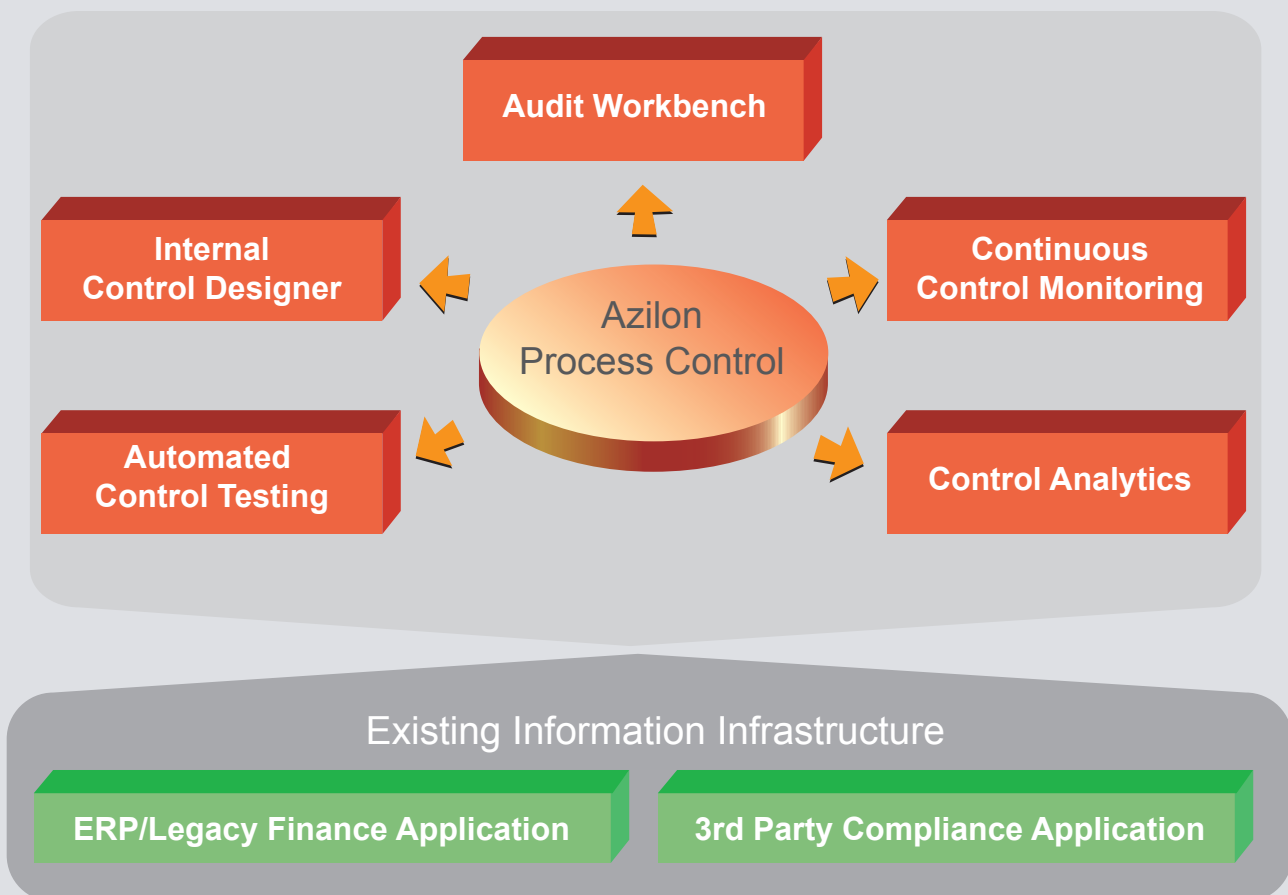 Audit Workbench
Internal
Control Designer
Continuous
Control Monitoring
Azilon
Process Control
Automated
Control Testing
Control Analytics
Existing Information Infrastructure
ERP/Legacy Finance Application
3rd Party Compliance Application